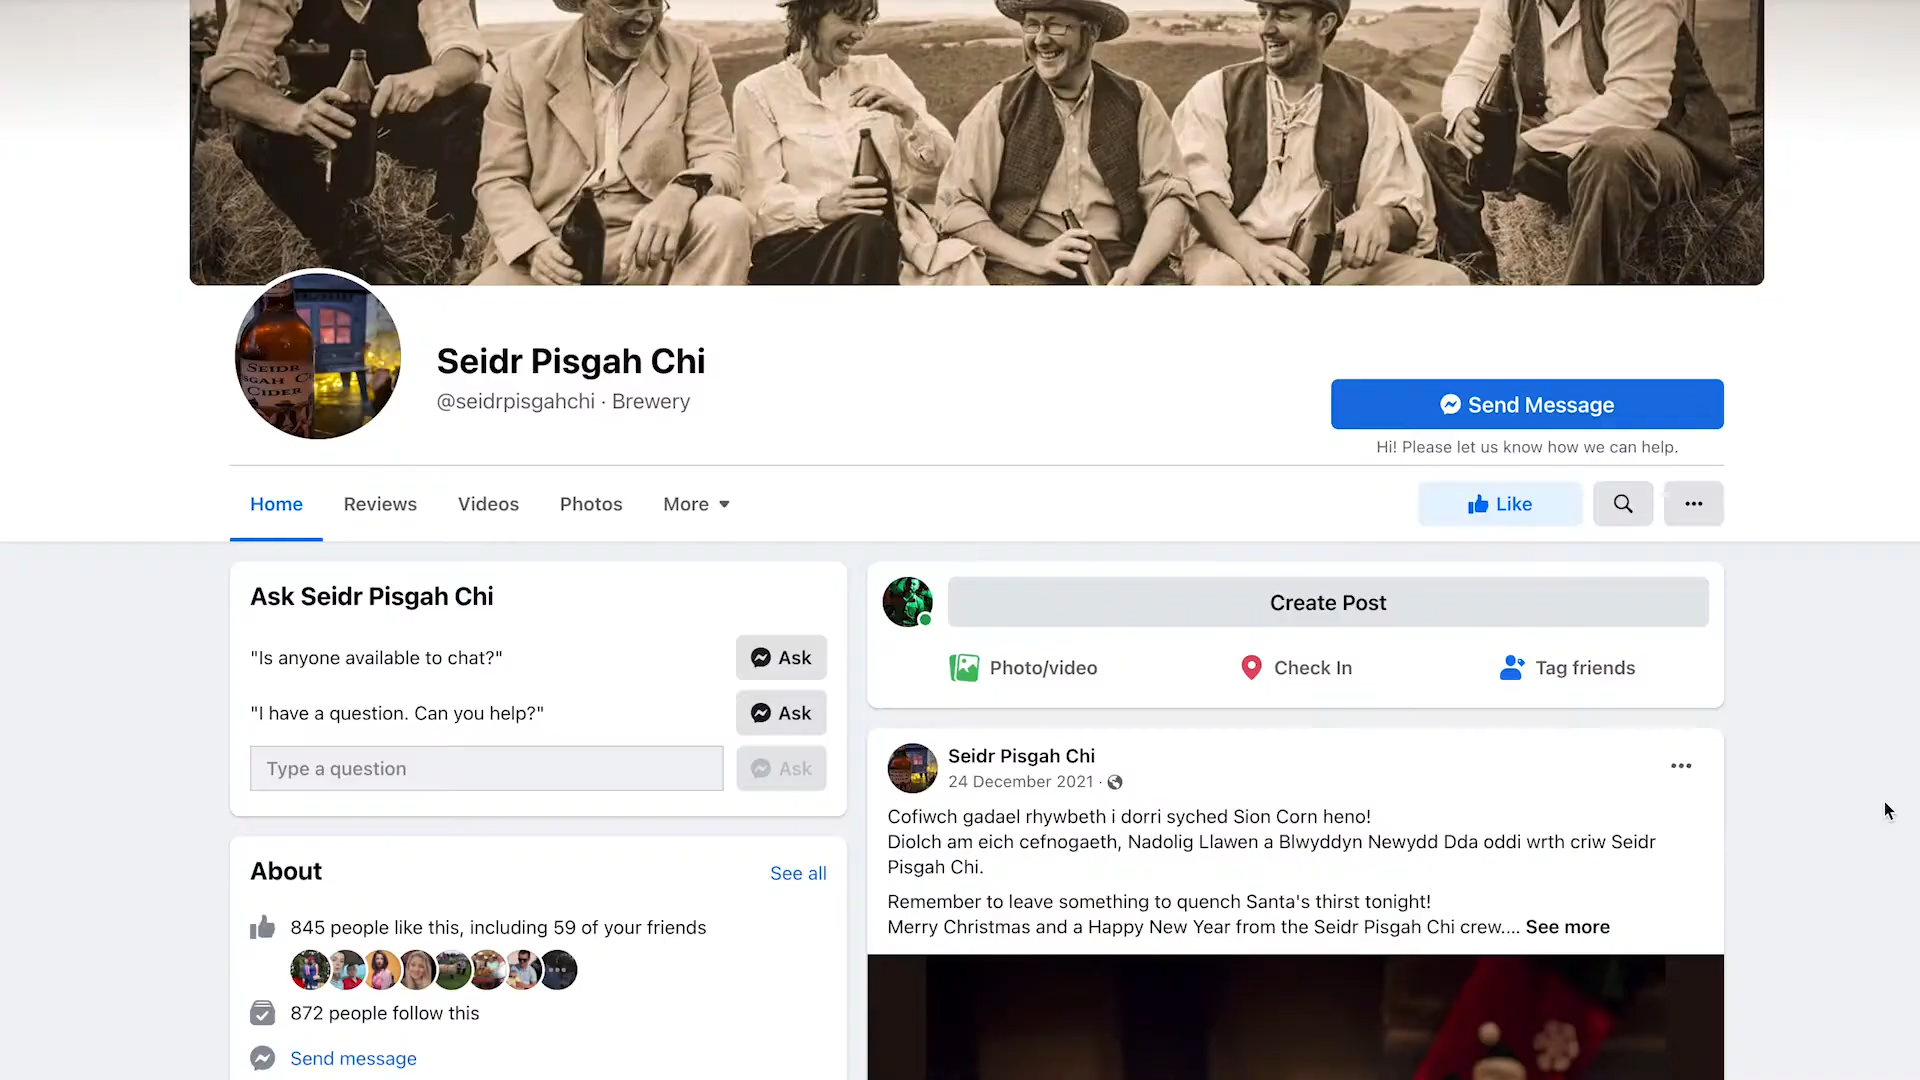 SEIDR
CIDER
Seidr Pisgah Chi
@seidrpisgahchi · Brewery
Send Message
Hi! Please let us know how we can help.
Home
Reviews
Videos
Photos
More
Like
Ask Seidr Pisgah Chi
"Is anyone available to chat?"
Ask
"I have a question. Can you help?"
Ask
Type a question
Ask
About
See all
845 people like this, including 59 of your friends
872 people follow this
Send message
Create Post
Photo/video
Check In
Tag friends
Seidr Pisgah Chi
24 December 2021 ·
Cofiwch gadael rhywbeth i dorri syched Sion Corn heno!
Diolch am eich cefnogaeth, Nadolig Llawen a Blwyddyn Newydd Dda oddi wrth criw Seidr
Pisgah Chi.
Remember to leave something to quench Santa's thirst tonight!
Merry Christmas and a Happy New Year from the Seidr Pisgah Chi crew.... See more